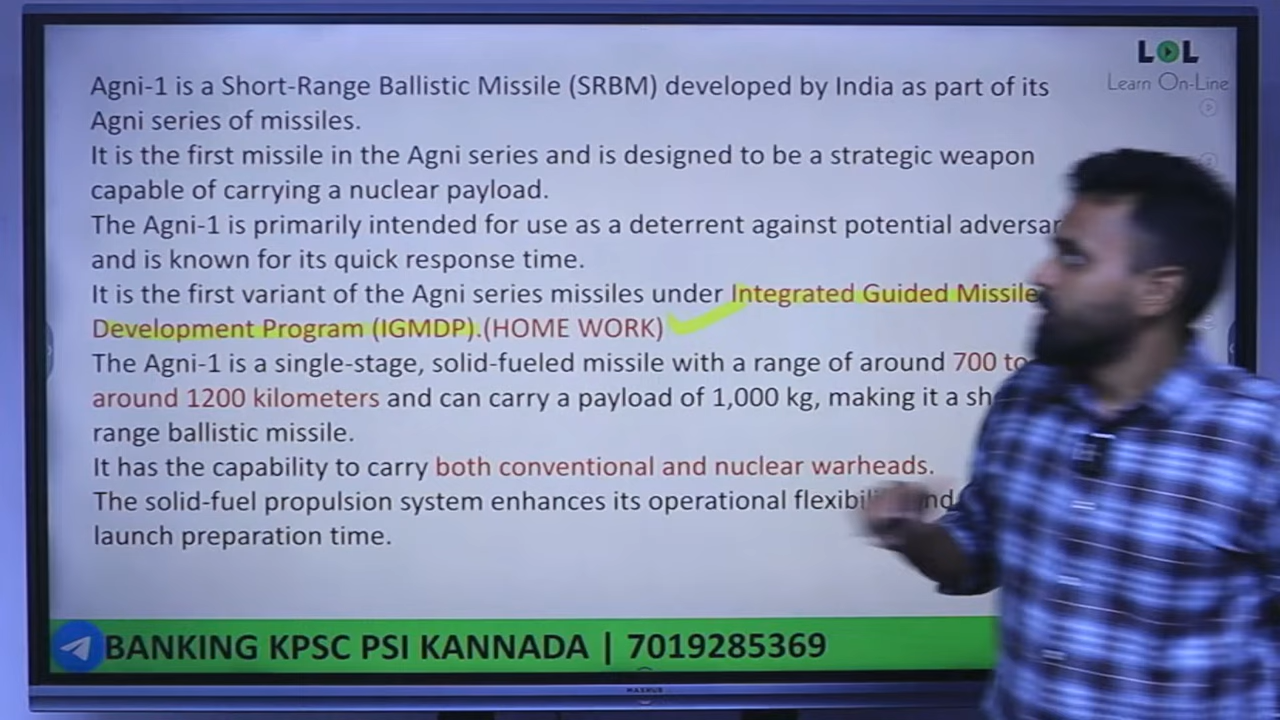 LOL
Learn On-Line
Agni-1 is a Short-Range Ballistic Missile (SRBM) developed by India as part of its
Agni series of missiles.
It is the first missile in the Agni series and is designed to be a strategic weapon
capable of carrying a nuclear payload.
The Agni-1 is primarily intended for use as a deterrent against potential
and is known for its quick response time.
It is the first variant of the Agni series missiles under Integrated Guided Missile
Development Program (IGMDP).(HOME WORK)
The Agni-1 is a single-stage, solid-fueled missile with a range of around 700 to
around 1200 kilometers and can carry a payload of 1,000 kg, making it a
range ballistic missile.
It has the capability to carry both conventional and nuclear warheads.
The solid-fuel propulsion system enhances its operational
launch preparation time.
BANKING KPSC PSI KANNADA | 7019285369